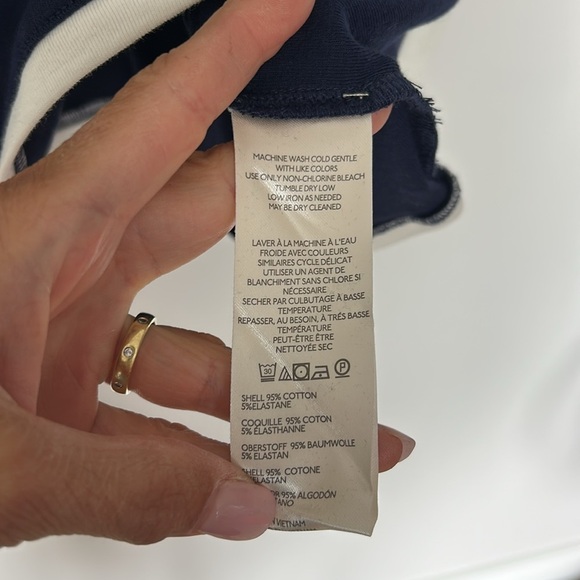 MACHINE WASH COLD GENTLE
WITH LIKE COLORS
USE ONLY NON-CHLORINE BLEACH
TUMBLE DRY LOW
LOW IRON AS NEEDED
MAY BE DRY CLEANED
LAVER À LA MACHINE À L'EAU
FROIDE AVEC COULEURS
SIMILAIRES CYCLE DÉLICAT
UTILISER UN AGENT DE
BLANCHIMENT SANS CHLORE SI
NÉCESSAIRE
SECHER PAR CULBUTAGE À BASSE
TEMPERATURE
REPASSER, AU BESOIN, À TRÉS BASSE
TEMPÉRATURE
PEUT-ÊTRE ÊTRE
NETTOYÉE SEC
30 P
SHELL 95% COTTON
5%ELASTANE
COQUILLE 95% COTON
5% ELASTHANNE
OBERSTOFF 95% BAUMWOLLE
5% ELASTAN
SHELL 95% COTONE
ELASTAN
95% ALGODÓN
VIETNAM